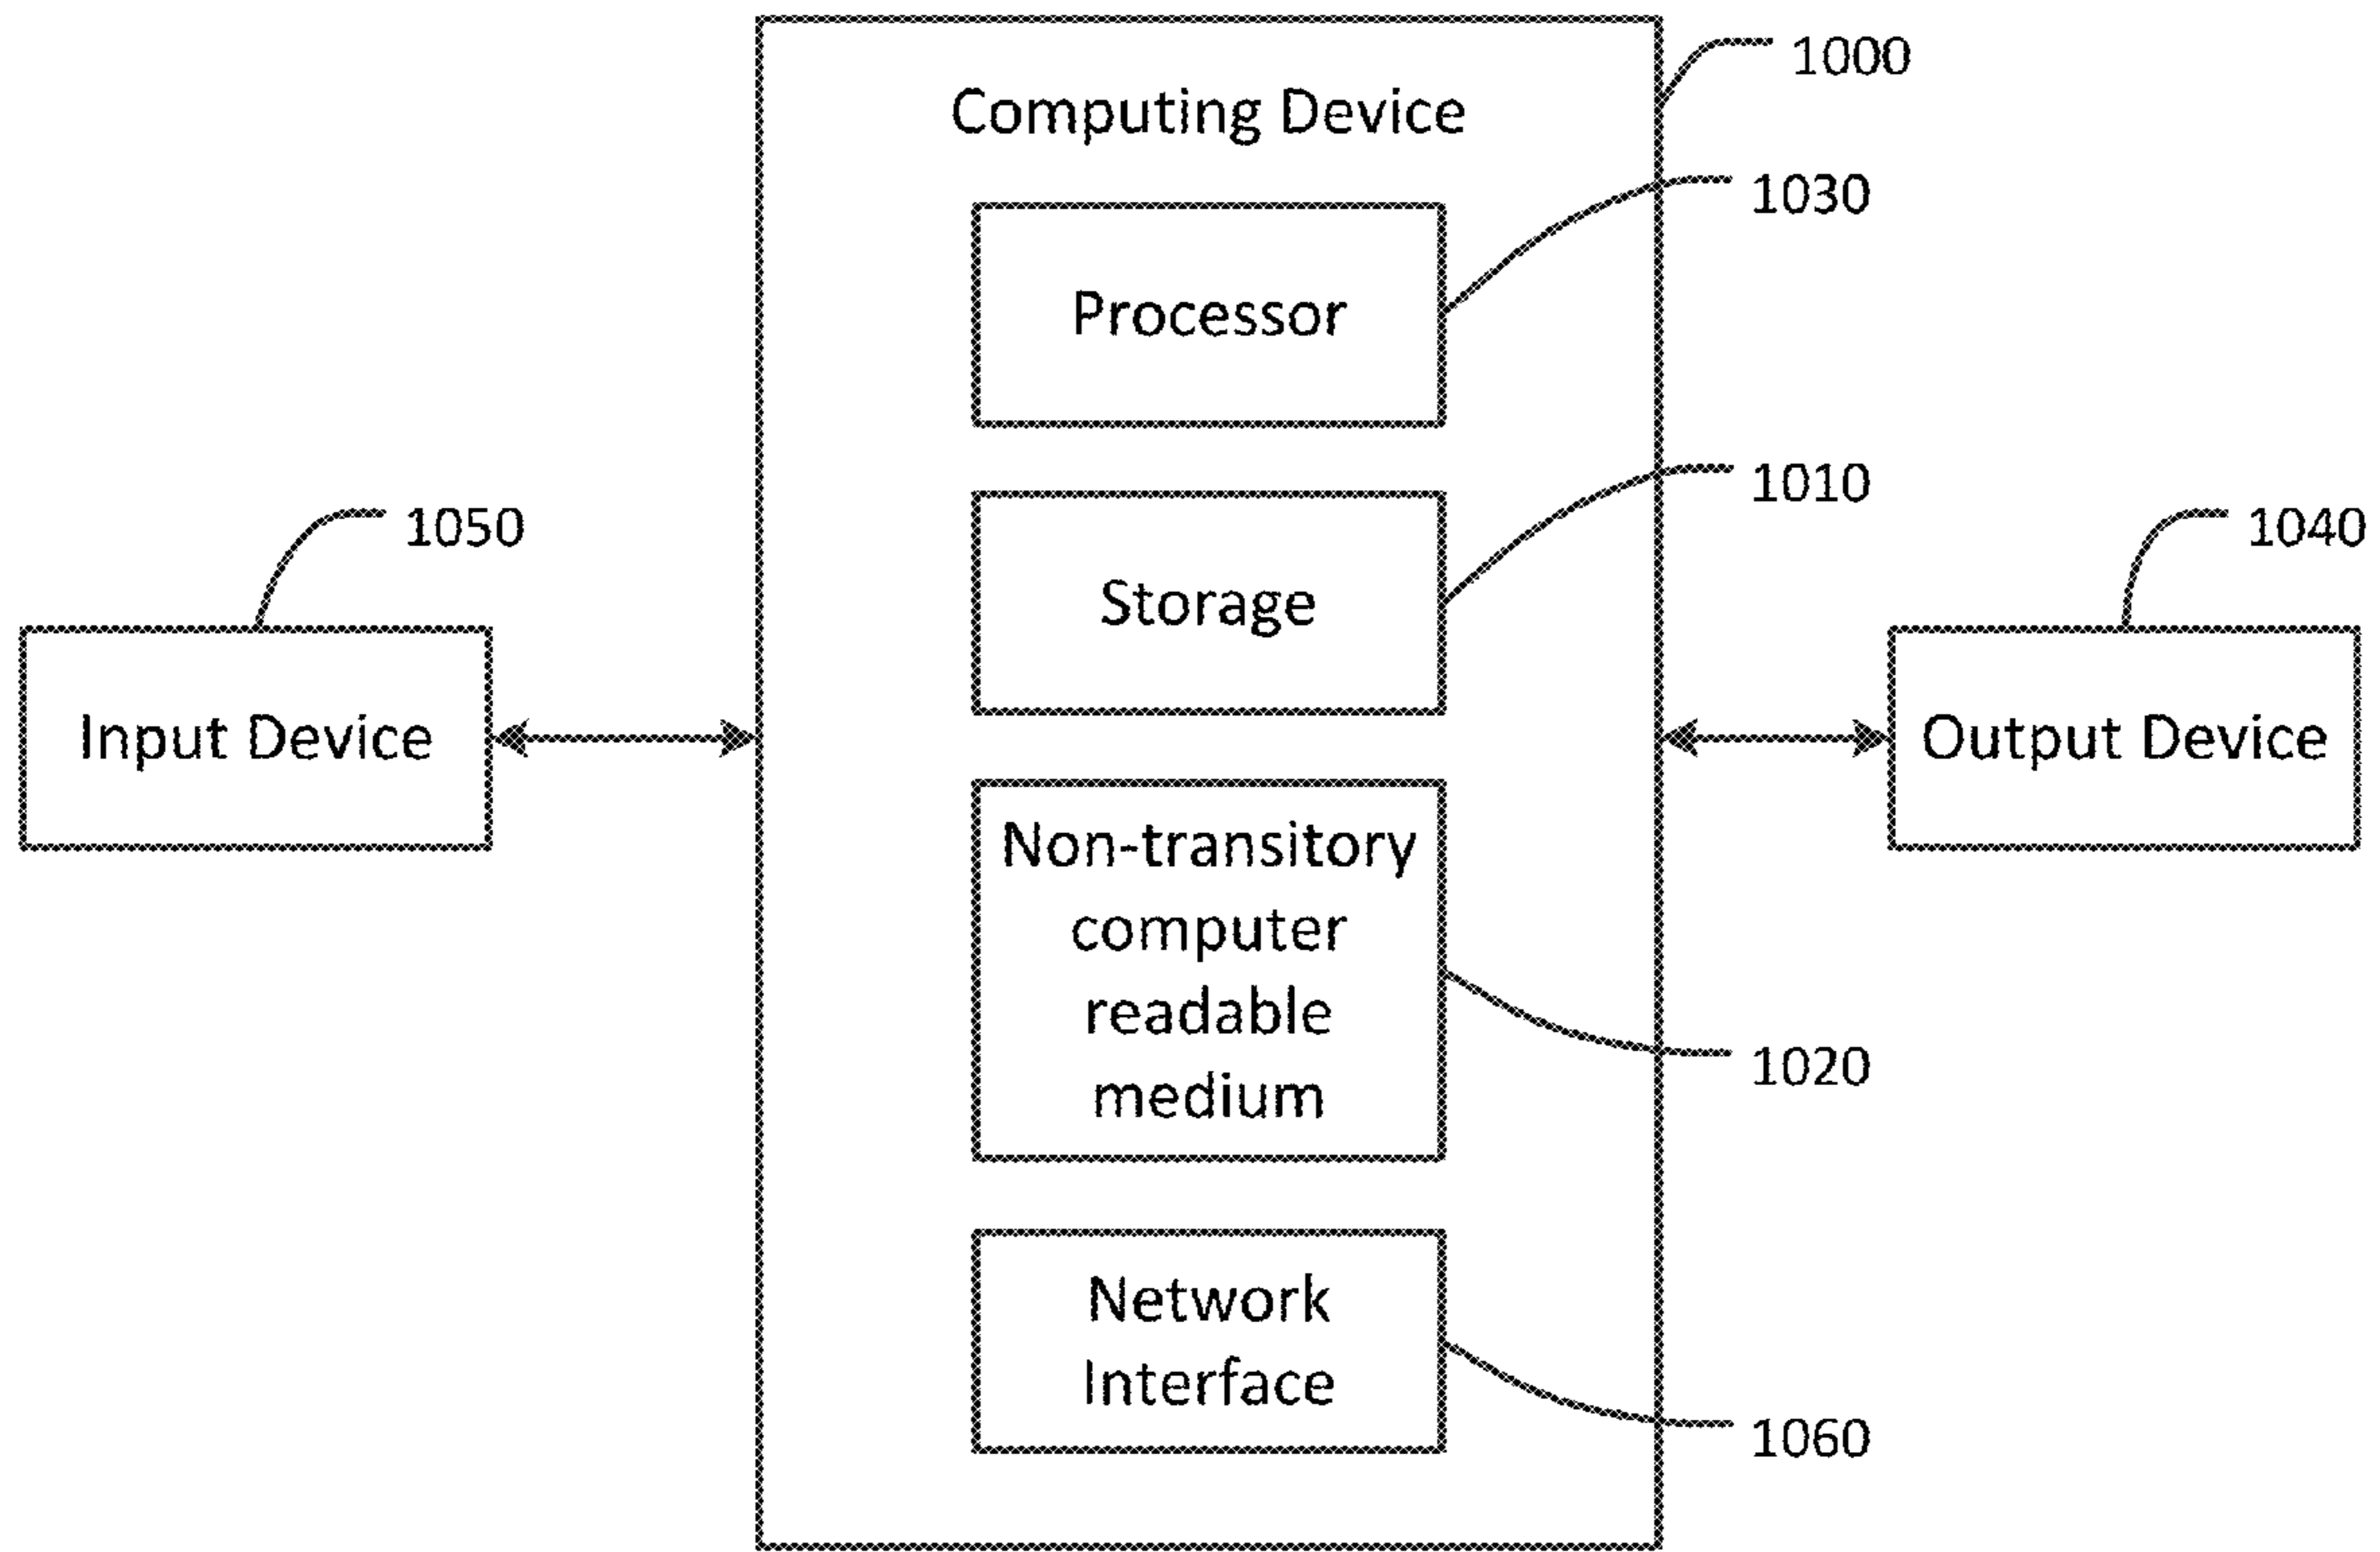 1000
Computing Device
1030
Processor
1010
Storage
1050
1040
Input Device
Output Device
Non-transitory
computer
readable
medium
1020
Network
Interface
1060